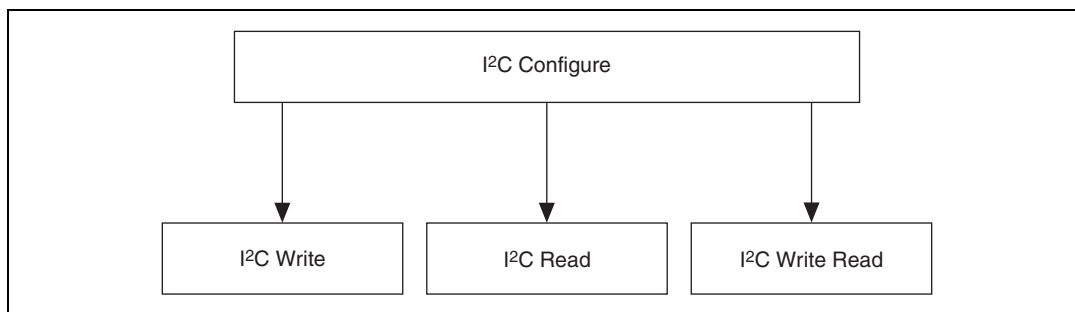 I²C Configure
I²C Write
I²C Read
I²C Write Read